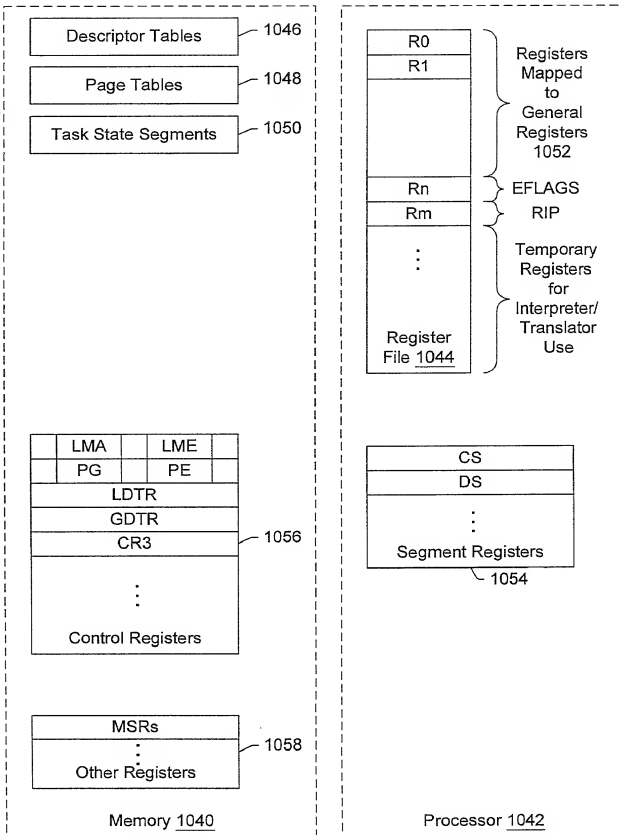 Descriptor Tables
1046
Page Tables
1048
Task State Segments
1050
LMA
LME
PG
PE
LDTR
GDTR
CR3
1056
Control Registers
MSRs
1058
Other Registers
Memory 1040
R0
R1
Registers
Mapped
to
General
Registers
1052
Rn
EFLAGS
Rm
RIP
Temporary
Registers
for
Interpreter/
Translator
Use
Register
File 1044
CS
DS
Segment Registers
1054
Processor 1042